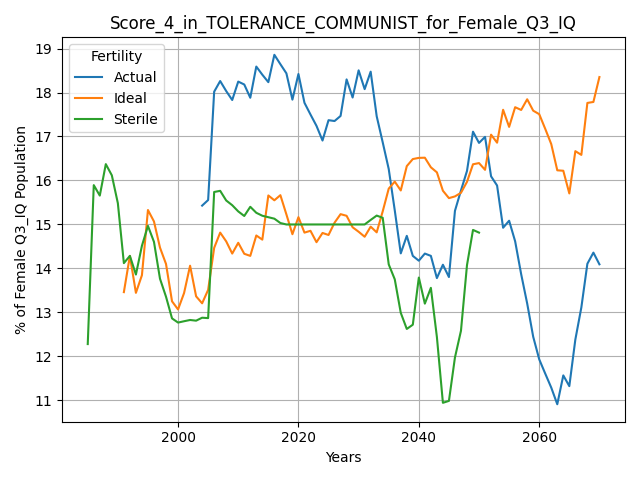 Score_4_in_TOLERANCE_COMMUNIST_for_Female_Q3_IQ
Fertility
Actual
Ideal
Sterile
% of Female Q3_IQ Population
19
18
17
16
15
14
13
12
11
2000
2020
2040
2060
Years